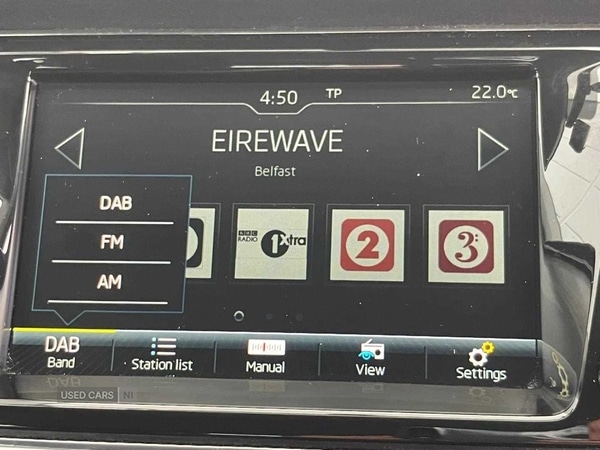 4:50 TP 22.0°C
EIREWAVE
Belfast
DAB
FM
AM
BBC RADIO 1Xtra
2
3
DAB
Band
Station list
Manual
View
Settings
USED CARS